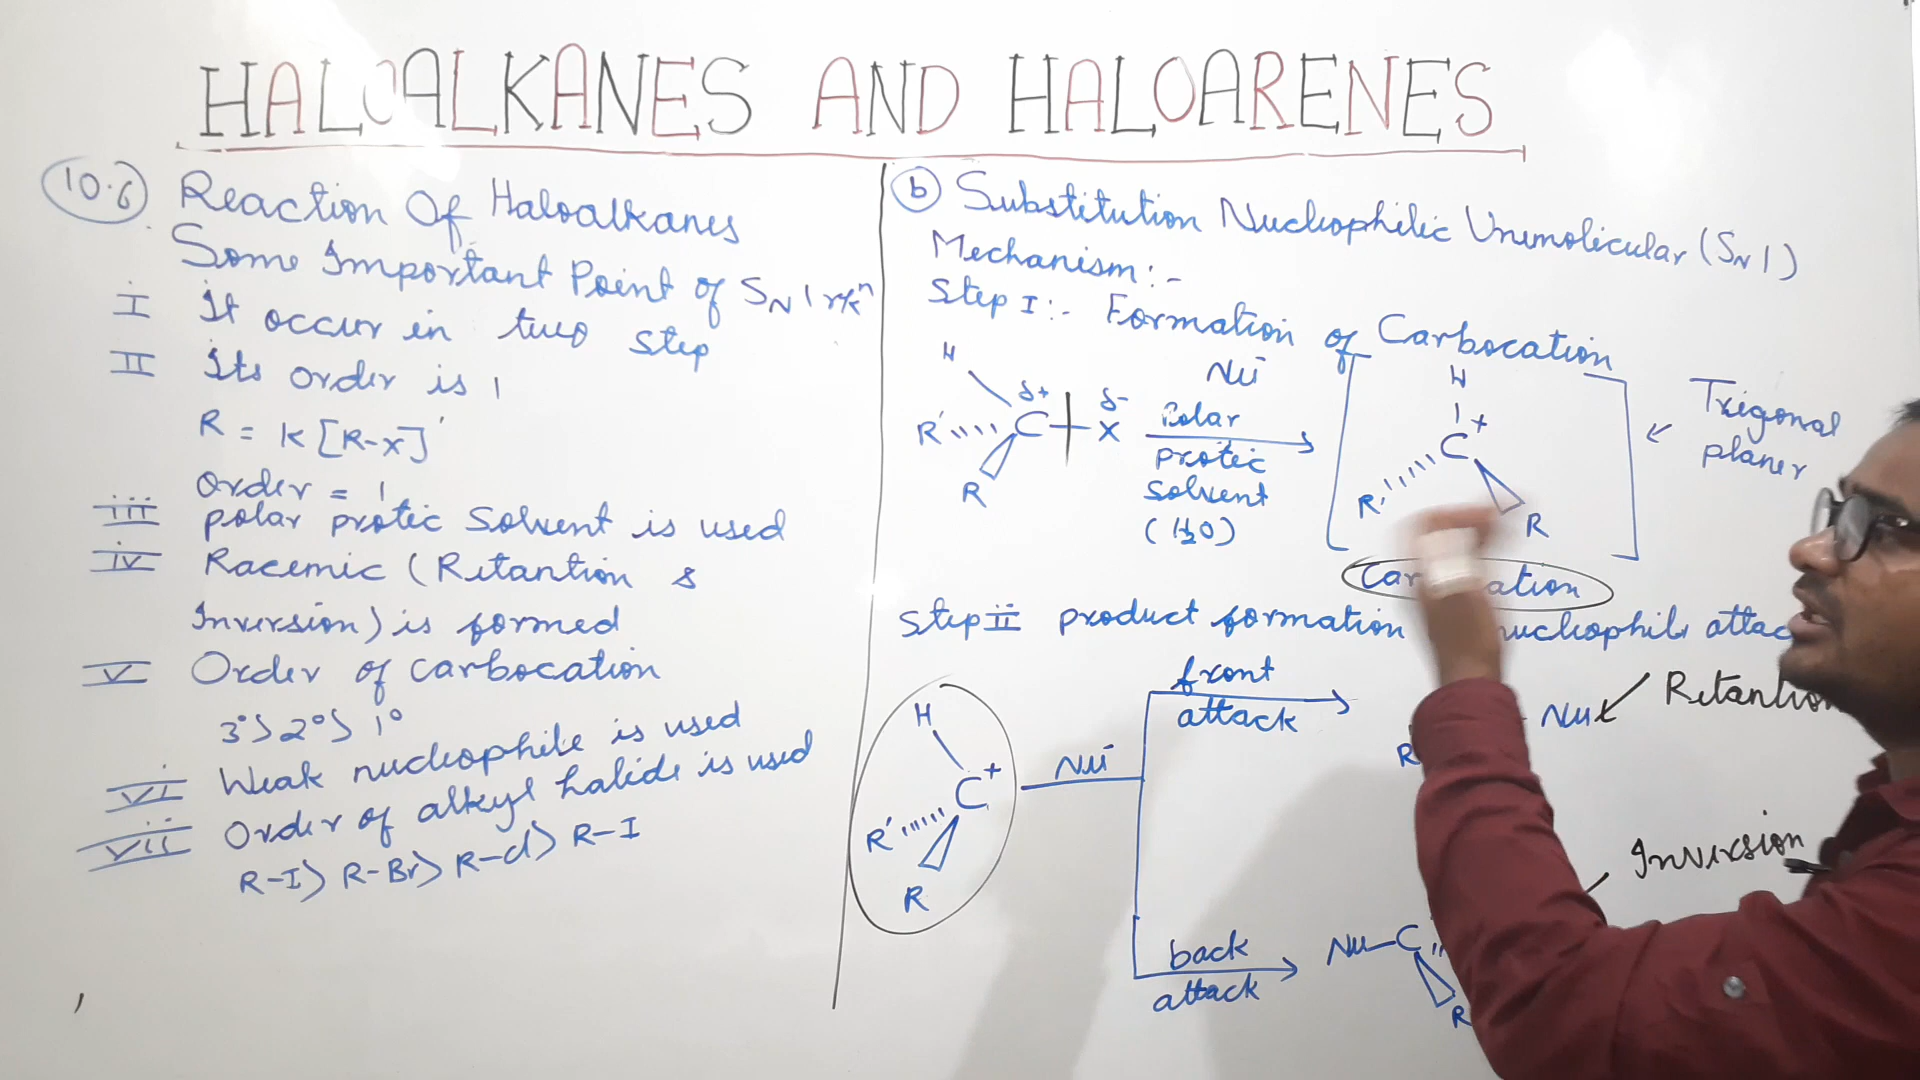 HALOALKANES AND HALOARENES
10.6 Reaction Of Haloalkanes
Some Important Point of SN1 rxn
i It occur in two step
II Its order is 1
R = K [R-X]'
Order = 1
iii polar protic Solvent is used
iv Racemic (Retantion &
Inversion) is formed
v Order of carbocation
3°> 2°> 1°
vi Weak nucleophile is used
vii Order of alkyl halide is used
R-I> R-Br> R-Cl> R-I
b Substitution Nucleophilic Unimolicular (SN1)
Mechanism:-
Step I:- Formation of Carbocation
H
R' C δ+ X δ-
R
Nu-
Polar
protic
solvent
(H2O)
H
C+
R' R
Trigonal
planer
Step ii product formation nucleophile
H
C+
R'
R
Nu-
front
attack
Nu
R
back
attack
Nu-C
R
Inversion